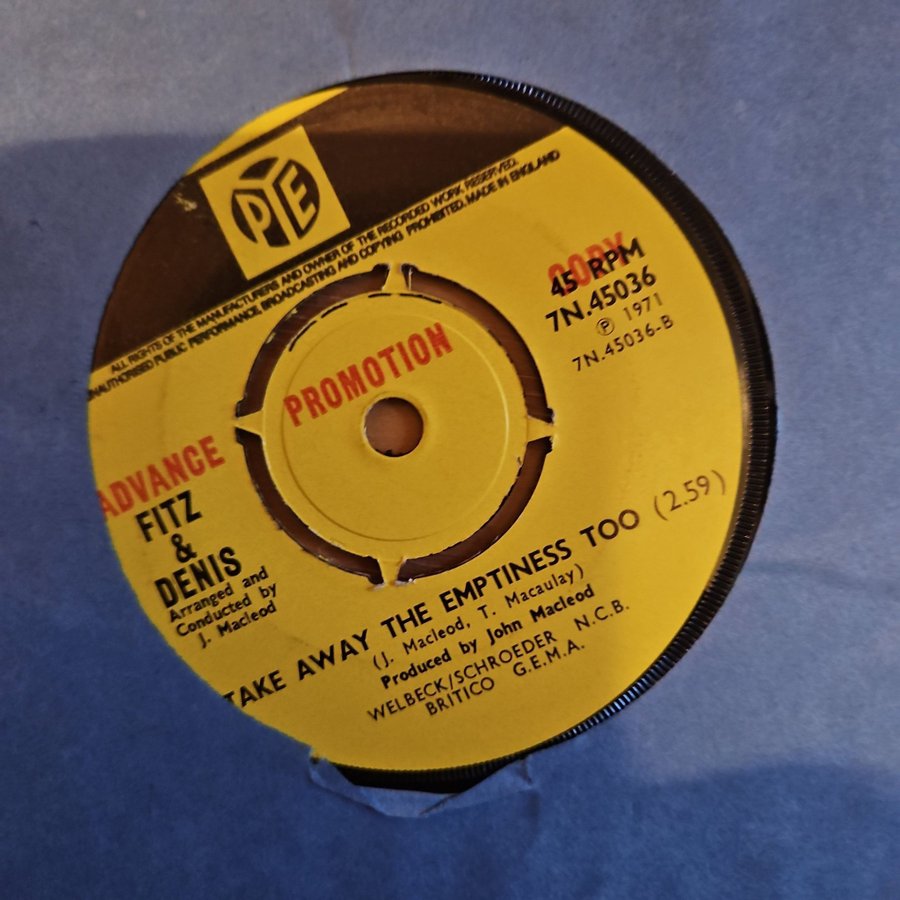 PYE
ALL RIGHTS OF THE MANUFACTURERS AND OWNER OF THE RECORDED WORK RESERVED.
UNAUTHORISED PUBLIC PERFORMANCE, BROADCASTING AND COPYING PROHIBITED. MADE IN ENGLAND
COPY
45 RPM
7N.45036
Ⓟ 1971
7N.45036-B
ADVANCE PROMOTION
FITZ
&
DENIS
Arranged and
Conducted by
J. Macleod
TAKE AWAY THE EMPTINESS TOO (2.59)
(J. Macleod, T. Macaulay)
Produced by John Macleod
WELBECK/SCHROEDER N.C.B.
BRITICO G.E.M.A.